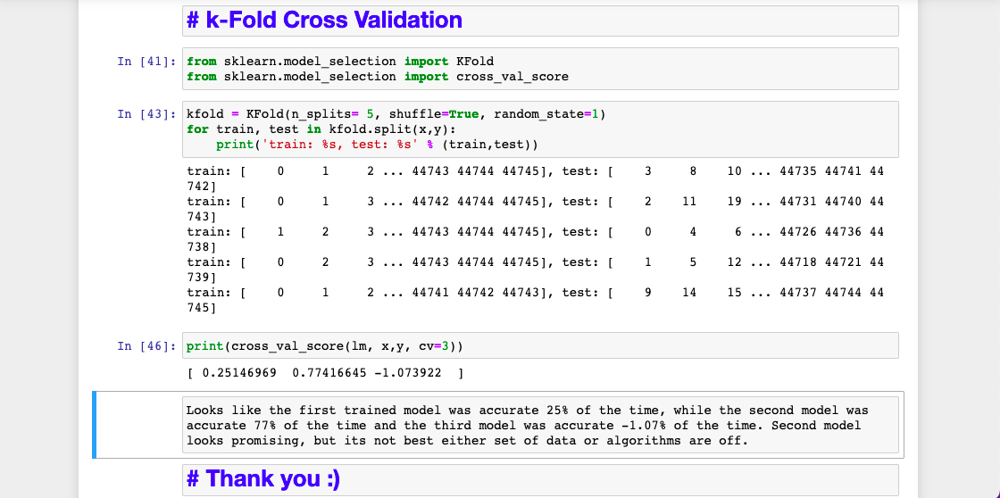 # k-Fold Cross Validation
In [41]: from sklearn.model_selection import KFold
from sklearn.model_selection import cross_val_score
In [43]: kfold = KFold(n_splits= 5, shuffle=True, random_state=1)
for train, test in kfold.split(x,y):
    print('train: %s, test: %s' % (train,test))
train: [    0     1     2 ... 44743 44744 44745], test: [    3     8    10 ... 44735 44741 44
742]
train: [    0     1     3 ... 44742 44744 44745], test: [    2    11    19 ... 44731 44740 44
743]
train: [    1     2     3 ... 44743 44744 44745], test: [    0     4     6 ... 44726 44736 44
738]
train: [    0     2     3 ... 44743 44744 44745], test: [    1     5    12 ... 44718 44721 44
739]
train: [    0     1     2 ... 44741 44742 44743], test: [    9    14    15 ... 44737 44744 44
745]
In [46]: print(cross_val_score(lm, x,y, cv=3))
[ 0.25146969  0.77416645 -1.073922  ]
Looks like the first trained model was accurate 25% of the time, while the second model was
accurate 77% of the time and the third model was accurate -1.07% of the time. Second model
looks promising, but its not best either set of data or algorithms are off.
# Thank you :)